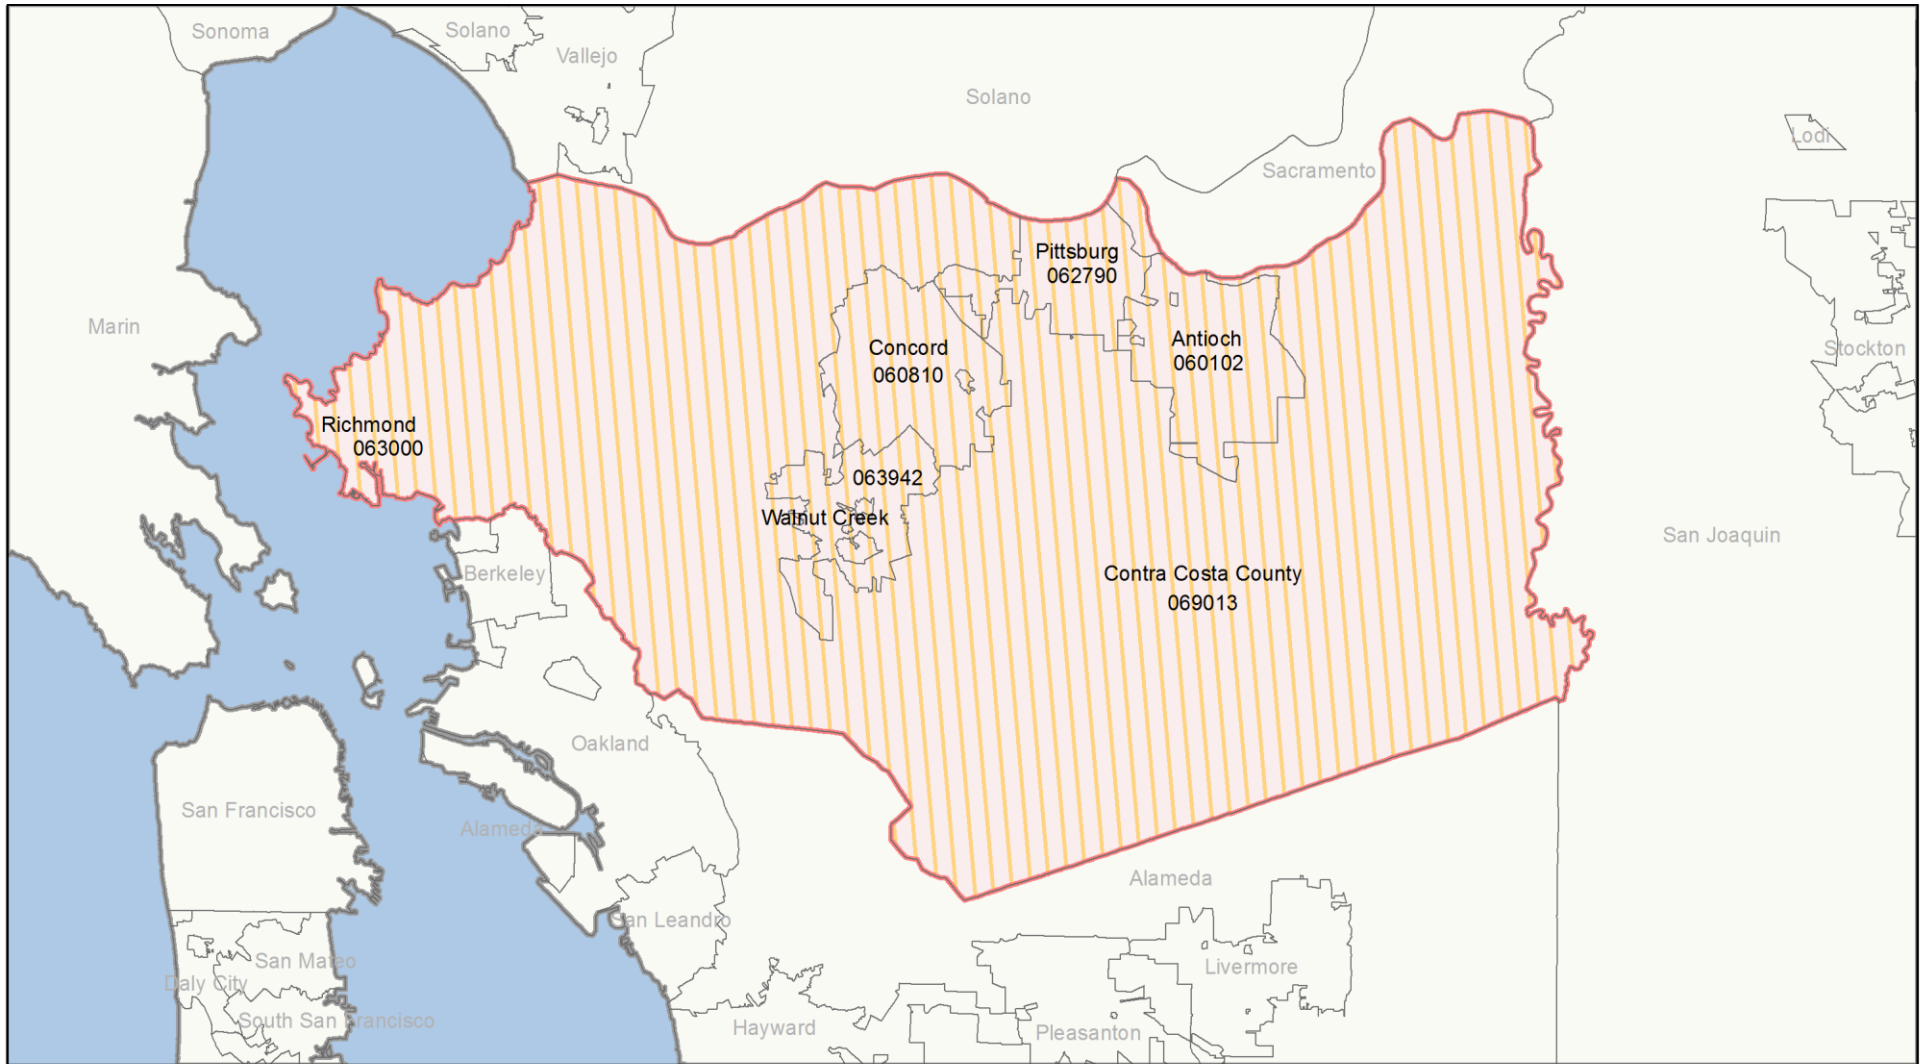 Sonoma
Solano
Vallejo
Solano
Lodi
Sacramento
Pittsburg
062790
Marin
Antioch
060102
Concord
060810
Stockton
Richmond
063000
063942
Walnut Creek
San Joaquin
Berkeley
Contra Costa County
069013
Oakland
San Francisco
Alameda
Alameda
San Leandro
San Mateo
Livermore
Daly City
South San Francisco
Hayward
Pleasanton